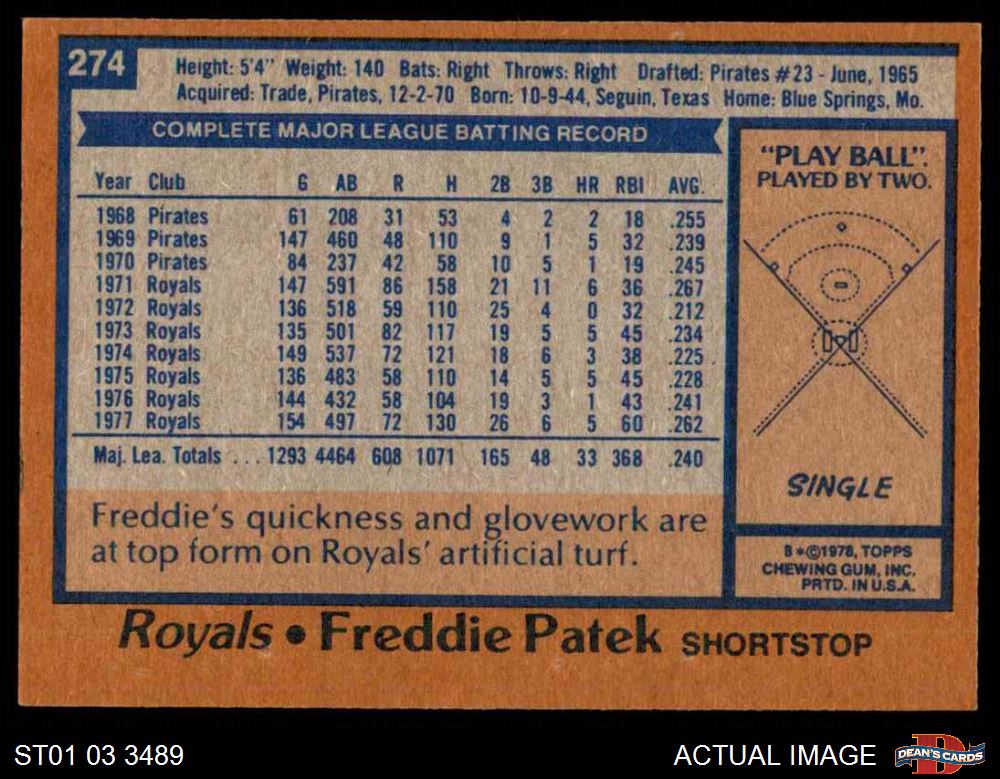 274
Height: 5'4" Weight: 140 Bats: Right Throws: Right Drafted: Pirates #23 - June, 1965
Acquired: Trade, Pirates, 12-2-70 Born: 10-9-44, Seguin, Texas Home: Blue Springs, Mo.
COMPLETE MAJOR LEAGUE BATTING RECORD
Year Club G AB R H 2B 3B HR RBI AVG.
1968 Pirates 61 208 31 53 4 2 2 18 .255
1969 Pirates 147 460 48 110 9 1 5 32 .239
1970 Pirates 84 237 42 58 10 5 1 19 .245
1971 Royals 147 591 86 158 21 11 6 36 .267
1972 Royals 136 518 59 110 25 4 0 32 .212
1973 Royals 135 501 82 117 19 5 5 45 .234
1974 Royals 149 537 72 121 18 6 3 38 .225
1975 Royals 136 483 58 110 14 5 5 45 .228
1976 Royals 144 432 58 104 19 3 1 43 .241
1977 Royals 154 497 72 130 26 6 5 60 .262
Maj. Lea. Totals ... 1293 4464 608 1071 165 48 33 368 .240
Freddie's quickness and glovework are
at top form on Royals' artificial turf.
"PLAY BALL".
PLAYED BY TWO.
SINGLE
B*©1978, TOPPS
CHEWING GUM, INC.
PRTD. IN U.S.A.
Royals • Freddie Patek SHORTSTOP
ST01 03 3489
ACTUAL IMAGE
DEAN'S CARDS